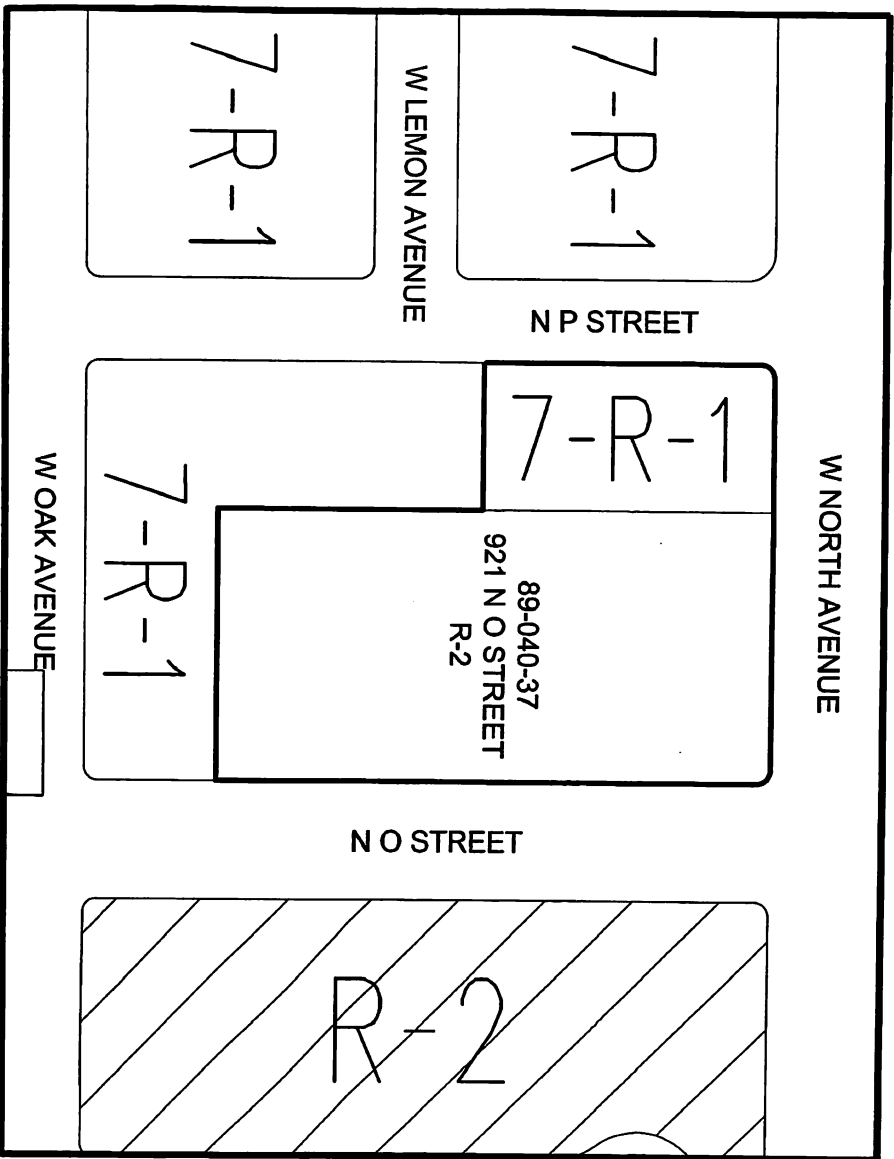 7-R-1
7-R-1
W LEMON AVENUE
N P STREET
7-R-1
W NORTH AVENUE
W OAK AVENUE
7-R-1
89-040-37
921 N O STREET
R-2
N O STREET
R-2